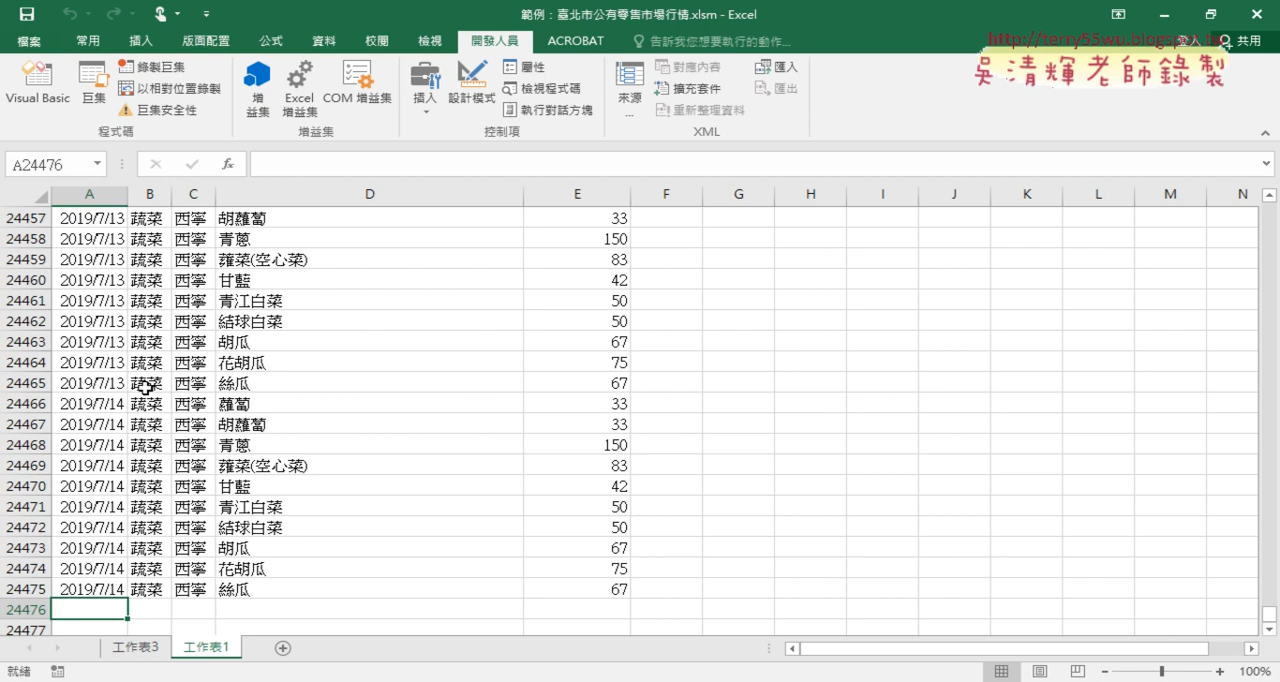 範例：臺北市公有零售市場行情.xlsm - Excel
檔案 常用 插入 版面配置 公式 資料 校閱 檢視 開發人員 ACROBAT 告訴我您想要執行的動作... 登入 共用
http://terry55wu.blogspot.tw
吳清輝老師錄製
Visual Basic 巨集 錄製巨集 以相對位置錄製 巨集安全性 程式碼
增益集 Excel 增益集 COM 增益集 增益集
插入 設計模式 屬性 檢視程式碼 執行對話方塊 控制項
來源... 對應內容 擴充套件 重新整理資料 匯入 匯出 XML
A24476 fx
A B C D E F G H I J K L M N
24457 2019/7/13 蔬菜 西寧 胡蘿蔔 33
24458 2019/7/13 蔬菜 西寧 青蔥 150
24459 2019/7/13 蔬菜 西寧 蕹菜(空心菜) 83
24460 2019/7/13 蔬菜 西寧 甘藍 42
24461 2019/7/13 蔬菜 西寧 青江白菜 50
24462 2019/7/13 蔬菜 西寧 結球白菜 50
24463 2019/7/13 蔬菜 西寧 胡瓜 67
24464 2019/7/13 蔬菜 西寧 花胡瓜 75
24465 2019/7/13 蔬菜 西寧 絲瓜 67
24466 2019/7/14 蔬菜 西寧 蘿蔔 33
24467 2019/7/14 蔬菜 西寧 胡蘿蔔 33
24468 2019/7/14 蔬菜 西寧 青蔥 150
24469 2019/7/14 蔬菜 西寧 蕹菜(空心菜) 83
24470 2019/7/14 蔬菜 西寧 甘藍 42
24471 2019/7/14 蔬菜 西寧 青江白菜 50
24472 2019/7/14 蔬菜 西寧 結球白菜 50
24473 2019/7/14 蔬菜 西寧 胡瓜 67
24474 2019/7/14 蔬菜 西寧 花胡瓜 75
24475 2019/7/14 蔬菜 西寧 絲瓜 67
24476
24477
工作表3 工作表1
就緒 100%